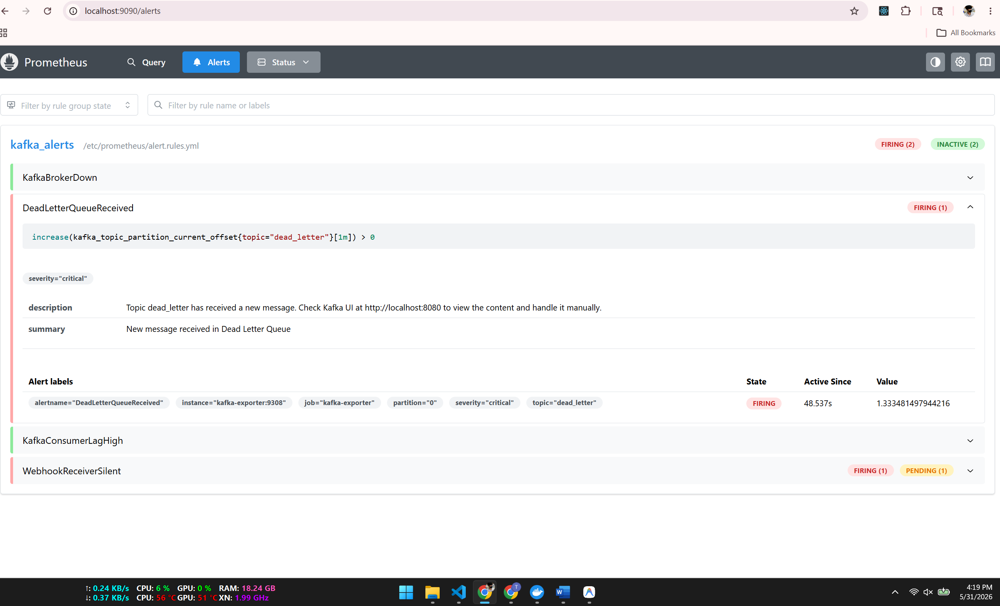 localhost:9090/alerts
All Bookmarks
Prometheus Query Alerts Status
Filter by rule group state Filter by rule name or labels
kafka_alerts /etc/prometheus/alert.rules.yml FIRING (2) INACTIVE (2)
KafkaBrokerDown
DeadLetterQueueReceived FIRING (1)
increase(kafka_topic_partition_current_offset{topic="dead_letter"}[1m]) > 0
severity="critical"
description Topic dead_letter has received a new message. Check Kafka UI at http://localhost:8080 to view the content and handle it manually.
summary New message received in Dead Letter Queue
Alert labels State Active Since Value
alertname="DeadLetterQueueReceived" instance="kafka-exporter:9308" job="kafka-exporter" partition="0" severity="critical" topic="dead_letter" FIRING 48.537s 1.333481497944216
KafkaConsumerLagHigh
WebhookReceiverSilent FIRING (1) PENDING (1)
↑: 0.24 KB/s CPU: 6 % GPU: 0 % RAM: 18.24 GB
↓: 0.37 KB/s CPU: 56 °C GPU: 51 °C XN: 1.99 GHz
T
W
4:19 PM
5/31/2026